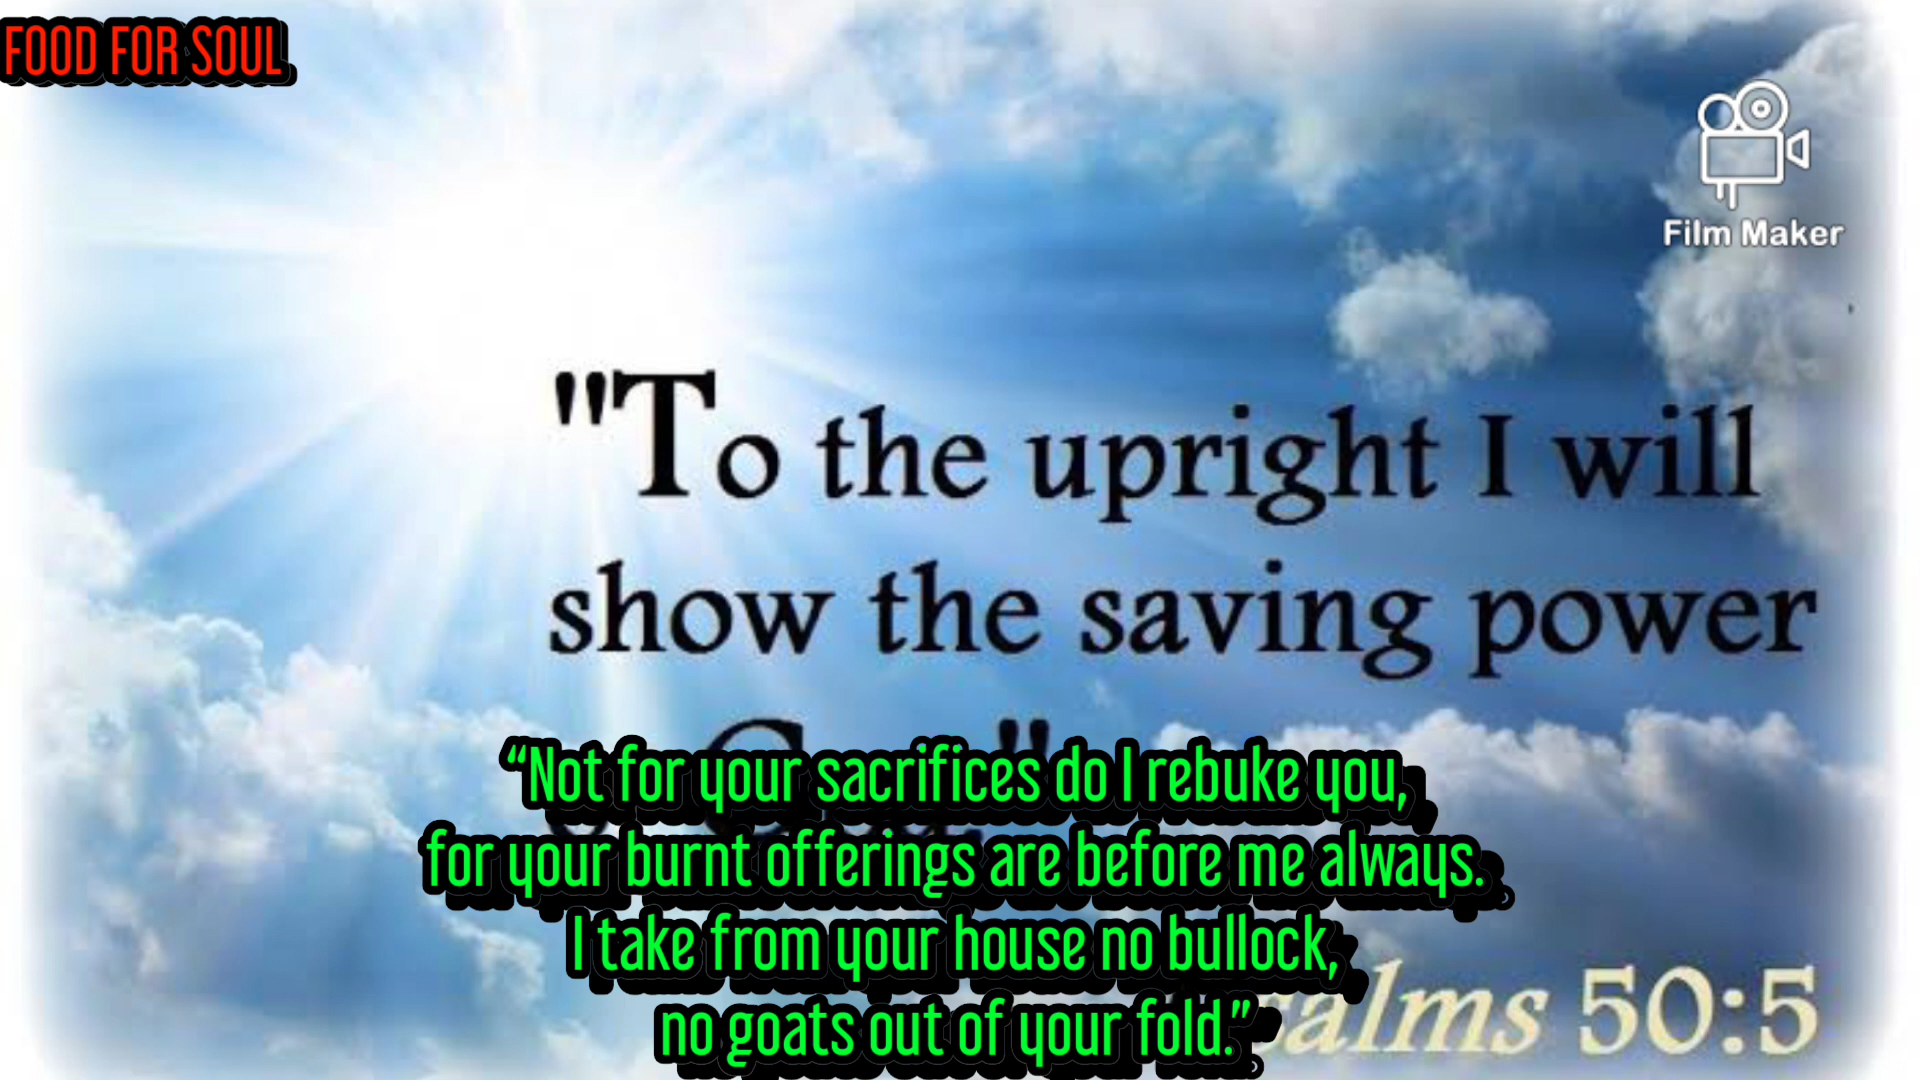 FOOD FOR SOUL
Film Maker
"To the upright I will
show the saving power
“Not for your sacrifices do I rebuke you,
for your burnt offerings are before me always.
I take from your house no bullock,
no goats out of your fold.”
50:5